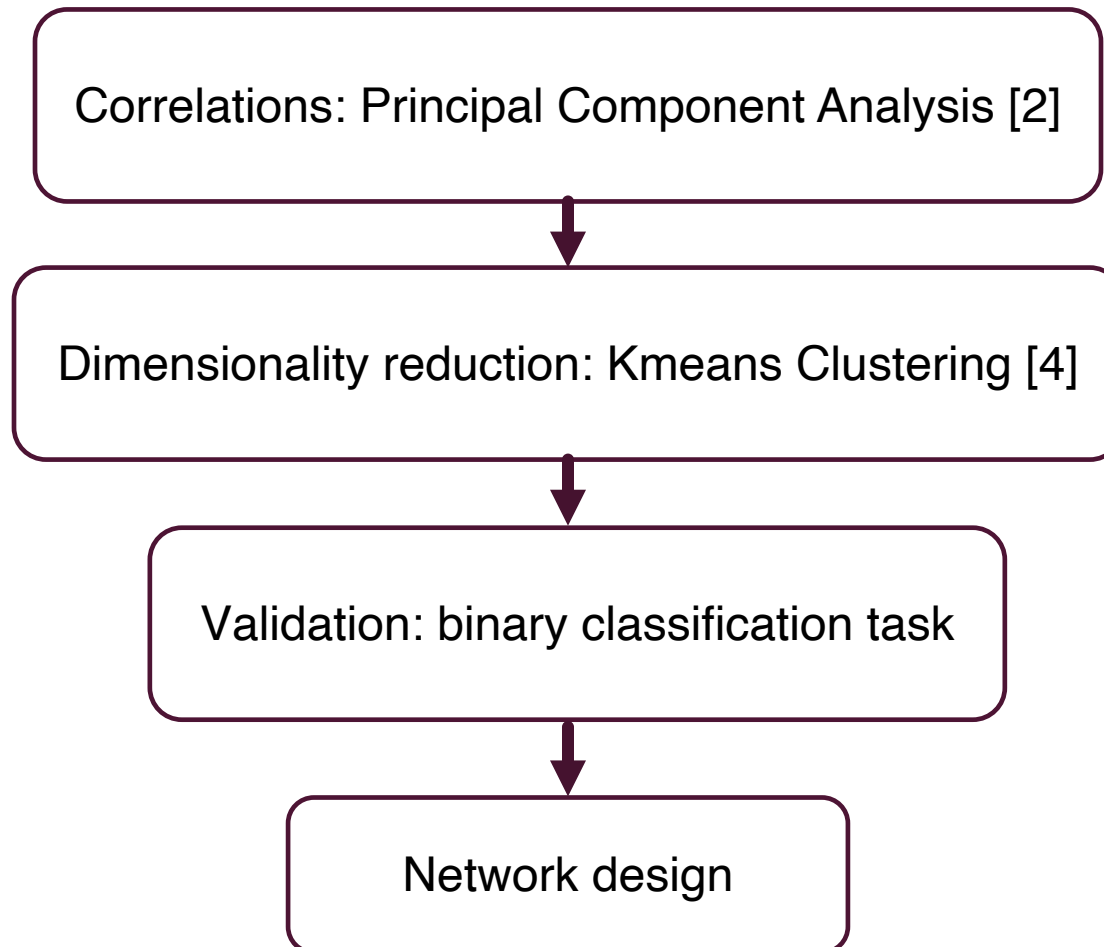 Correlations: Principal Component Analysis [2]
Dimensionality reduction: Kmeans Clustering [4]
Validation: binary classification task
Network design